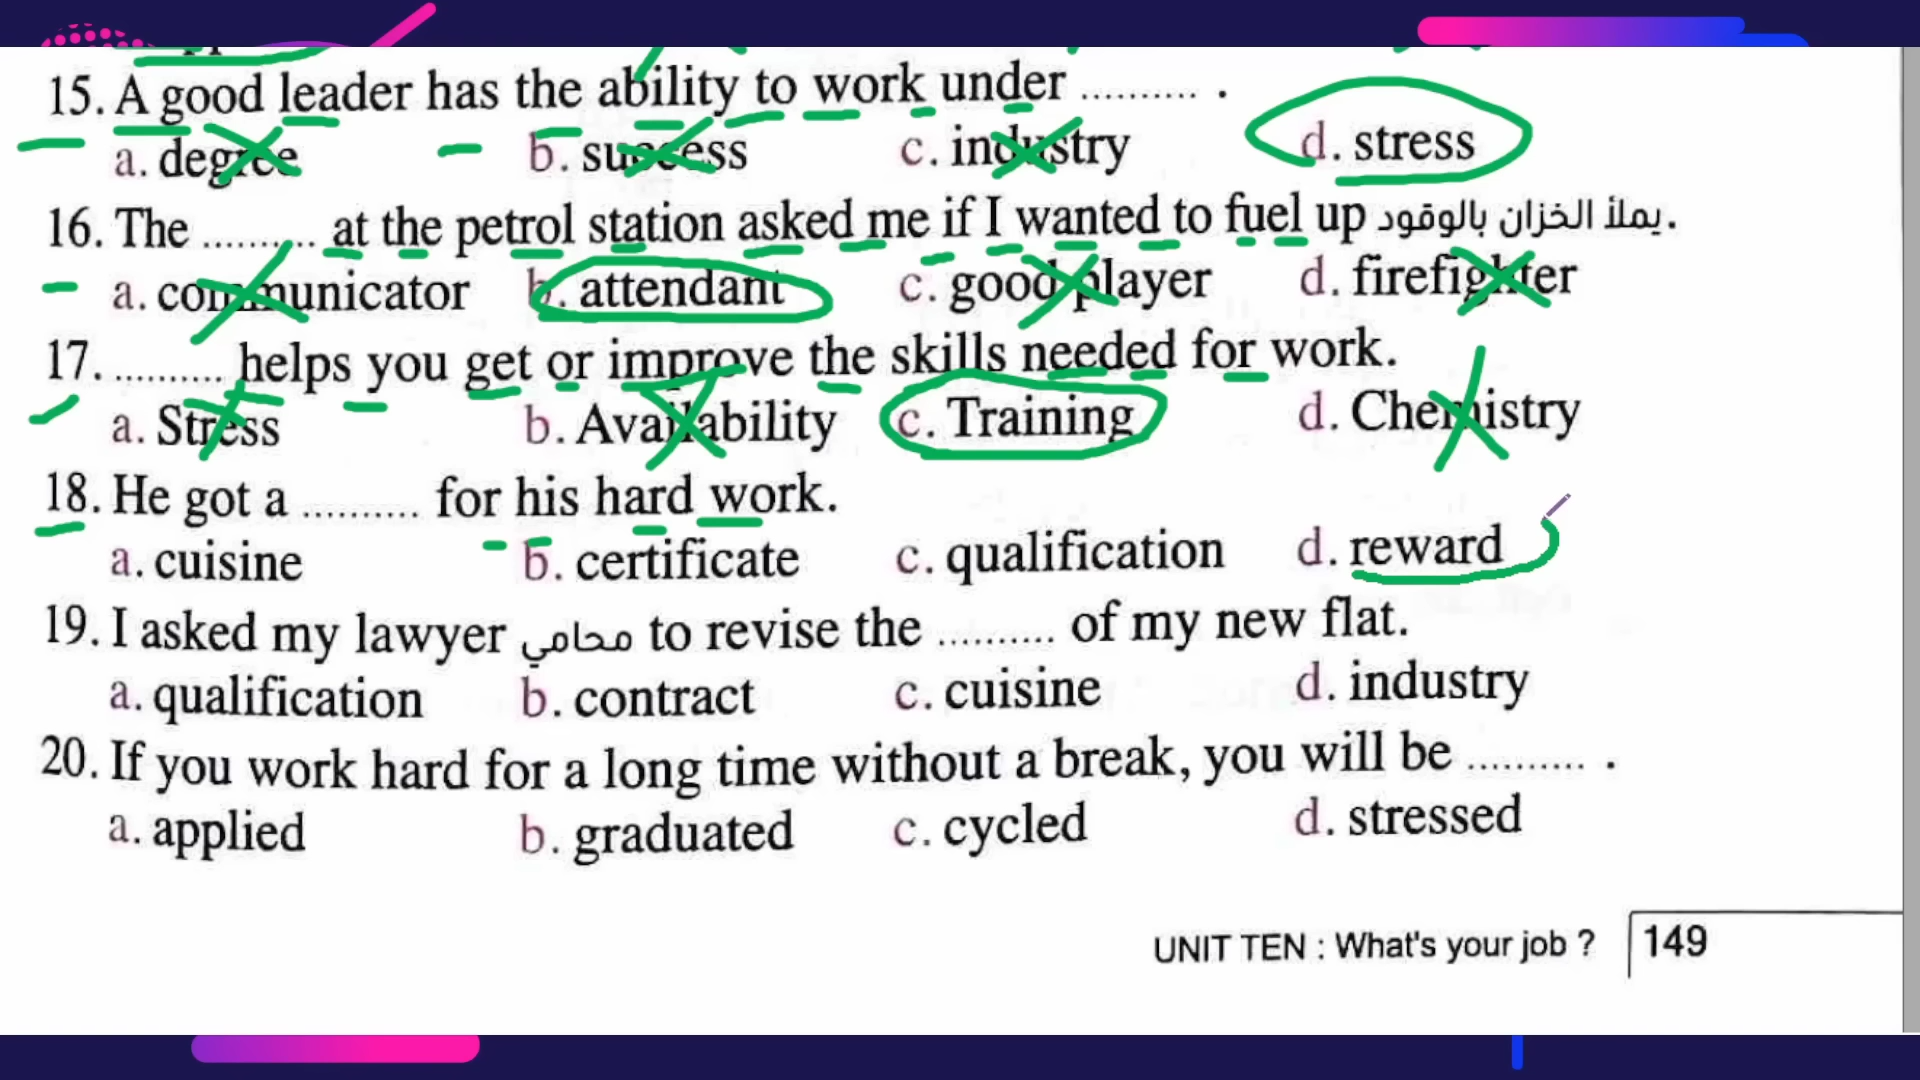 15. A good leader has the ability to work under .......... .
a. degree b. success c. industry d. stress
16. The .......... at the petrol station asked me if I wanted to fuel up يملأ الخزان بالوقود.
a. communicator b. attendant c. good player d. firefighter
17. .......... helps you get or improve the skills needed for work.
a. Stress b. Availability c. Training d. Chemistry
18. He got a .......... for his hard work.
a. cuisine b. certificate c. qualification d. reward
19. I asked my lawyer محامي to revise the .......... of my new flat.
a. qualification b. contract c. cuisine d. industry
20. If you work hard for a long time without a break, you will be .......... .
a. applied b. graduated c. cycled d. stressed
UNIT TEN : What's your job ? 149